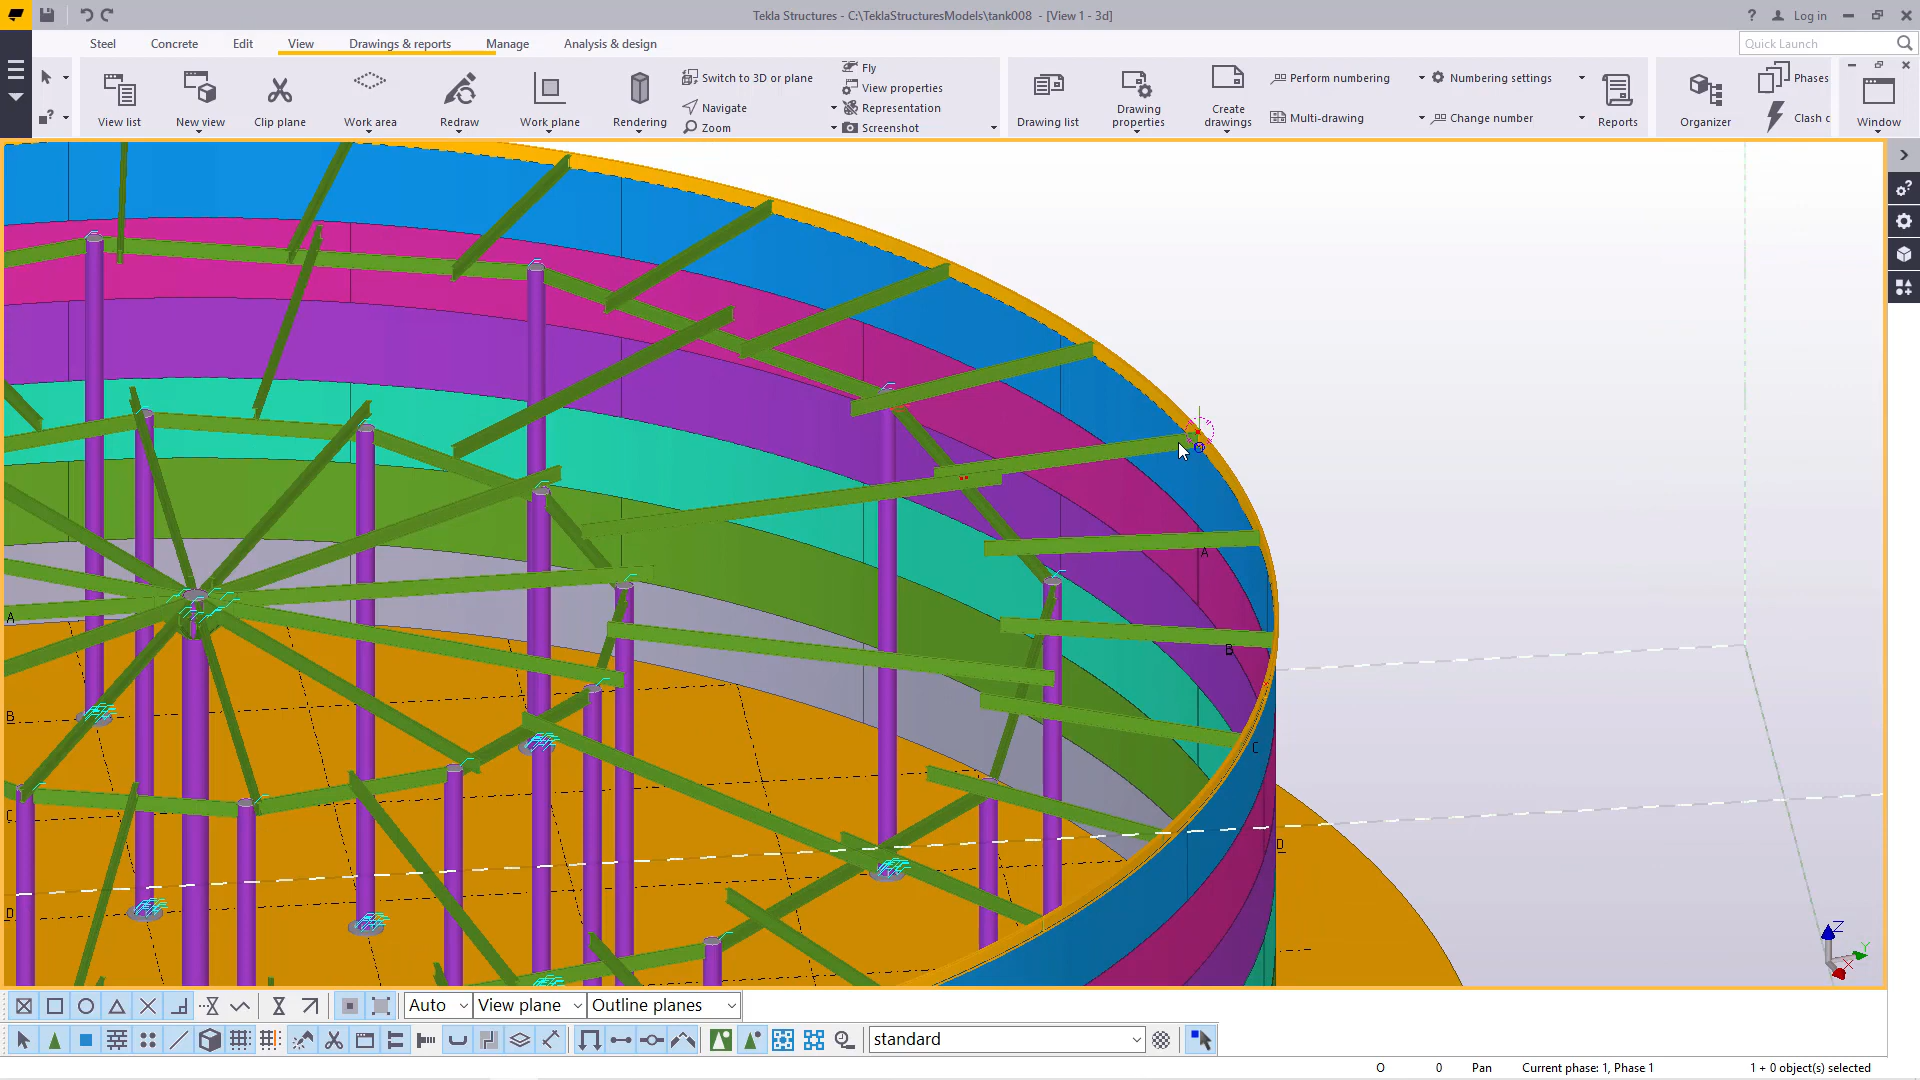 Tekla Structures - C:\TeklaStructuresModels\tank008 - [View 1 - 3d]
? Log in
Steel Concrete Edit View Drawings & reports Manage Analysis & design
Quick Launch
View list
New view
Clip plane
Work area
Redraw
Work plane
Rendering
Switch to 3D or plane
Navigate
Zoom
Fly
View properties
Representation
Screenshot
Drawing list
Drawing properties
Create drawings
Perform numbering
Multi-drawing
Numbering settings
Change number
Reports
Organizer
Phases
Clash c
Window
A
B
C
D
A
B
C
D
Z
Y
X
Auto
View plane
Outline planes
standard
O 0 Pan Current phase: 1, Phase 1 1 + 0 object(s) selected